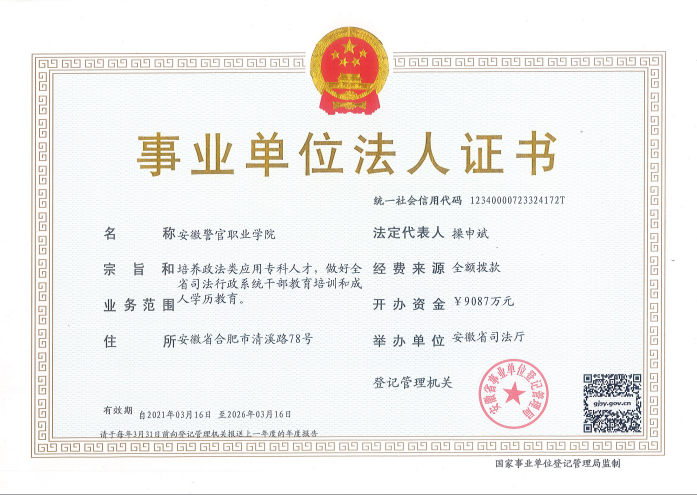 事业单位法人证书
统一社会信用代码 12340000723324172T
名称 安徽警官职业学院
法定代表人 操申斌
宗旨和业务范围 培养政法类应用专科人才，做好全
省司法行政系统干部教育培训和成
人学历教育。
经费来源 全额拨款
开办资金 ￥9087万元
住所 安徽省合肥市清溪路78号
举办单位 安徽省司法厅
登记管理机关
安徽省事业单位登记管理局
gjsy.gov.cn
有效期 自2021年03月16日 至2026年03月16日
请于每年3月31日前向登记管理机关报送上一年度的年度报告
国家事业单位登记管理局监制